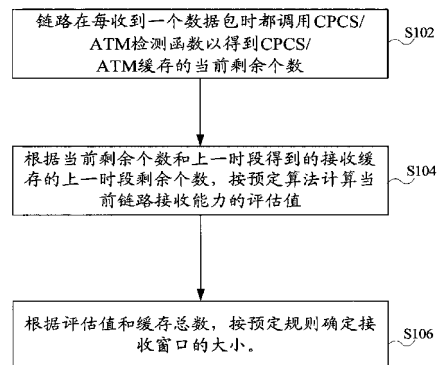 链路在每收到一个数据包时都调用CPCS/
ATM检测函数以得到CPCS/
ATM缓存的当前剩余个数
S102
根据当前剩余个数和上一时段得到的接收缓
存的上一时段剩余个数，按预定算法计算当
前链路接收能力的评估值
S104
根据评估值和缓存总数，按预定规则确定接
收窗口的大小。
S106